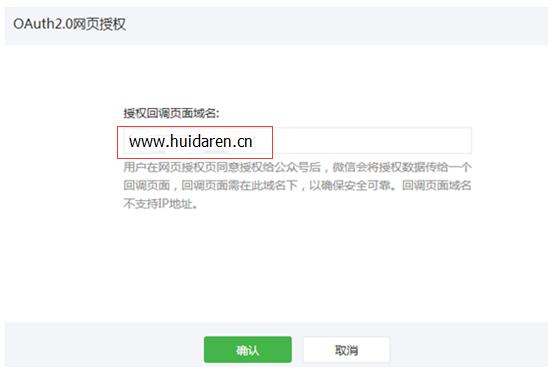 OAuth2.0网页授权
授权回调页面域名:
www.huidaren.cn
用户在网页授权页同意授权给公众号后，微信会将授权数据传给一个
回调页面，回调页面需在此域名下，以确保安全可靠。回调页面域名
不支持IP地址。
确认
取消